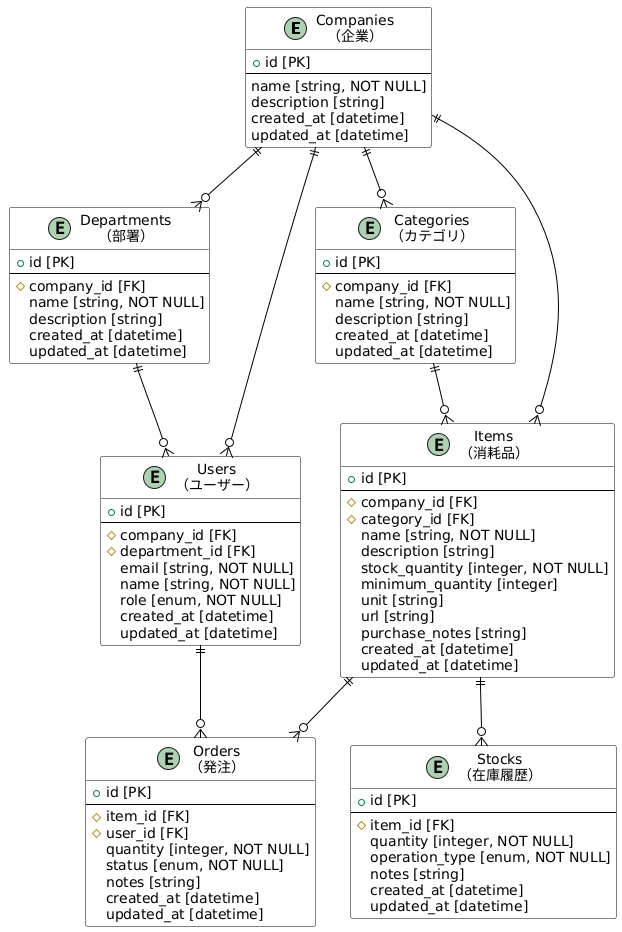 E
Companies
（企業）
id [PK]
name [string, NOT NULL]
description [string]
created_at [datetime]
updated_at [datetime]
E
Departments
（部署）
id [PK]
company_id [FK]
name [string, NOT NULL]
description [string]
created_at [datetime]
updated_at [datetime]
E
Categories
（カテゴリ）
id [PK]
company_id [FK]
name [string, NOT NULL]
description [string]
created_at [datetime]
updated_at [datetime]
E
Users
（ユーザー）
id [PK]
company_id [FK]
department_id [FK]
email [string, NOT NULL]
name [string, NOT NULL]
role [enum, NOT NULL]
created_at [datetime]
updated_at [datetime]
E
Items
（消耗品）
id [PK]
company_id [FK]
category_id [FK]
name [string, NOT NULL]
description [string]
stock_quantity [integer, NOT NULL]
minimum_quantity [integer]
unit [string]
url [string]
purchase_notes [string]
created_at [datetime]
updated_at [datetime]
E
Orders
（発注）
id [PK]
item_id [FK]
user_id [FK]
quantity [integer, NOT NULL]
status [enum, NOT NULL]
notes [string]
created_at [datetime]
updated_at [datetime]
E
Stocks
（在庫履歴）
id [PK]
item_id [FK]
quantity [integer, NOT NULL]
operation_type [enum, NOT NULL]
notes [string]
created_at [datetime]
updated_at [datetime]